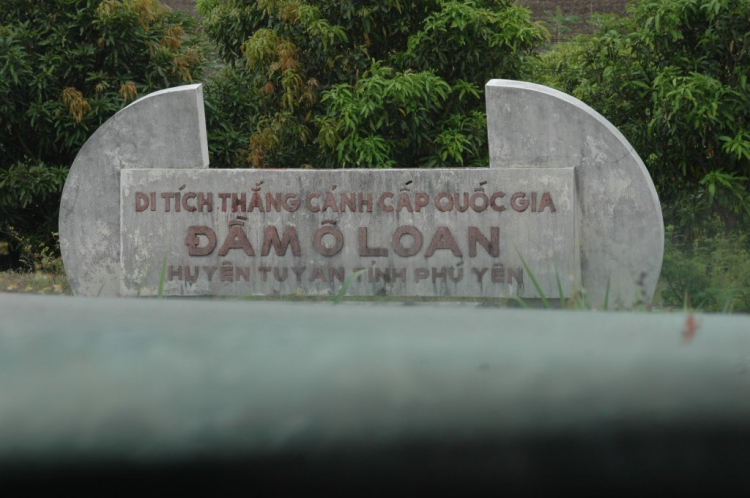 DI TÍCH THẮNG CẢNH CẤP QUỐC GIA
ĐẦM Ô LOAN
HUYỆN TUY AN TỈNH PHÚ YÊN